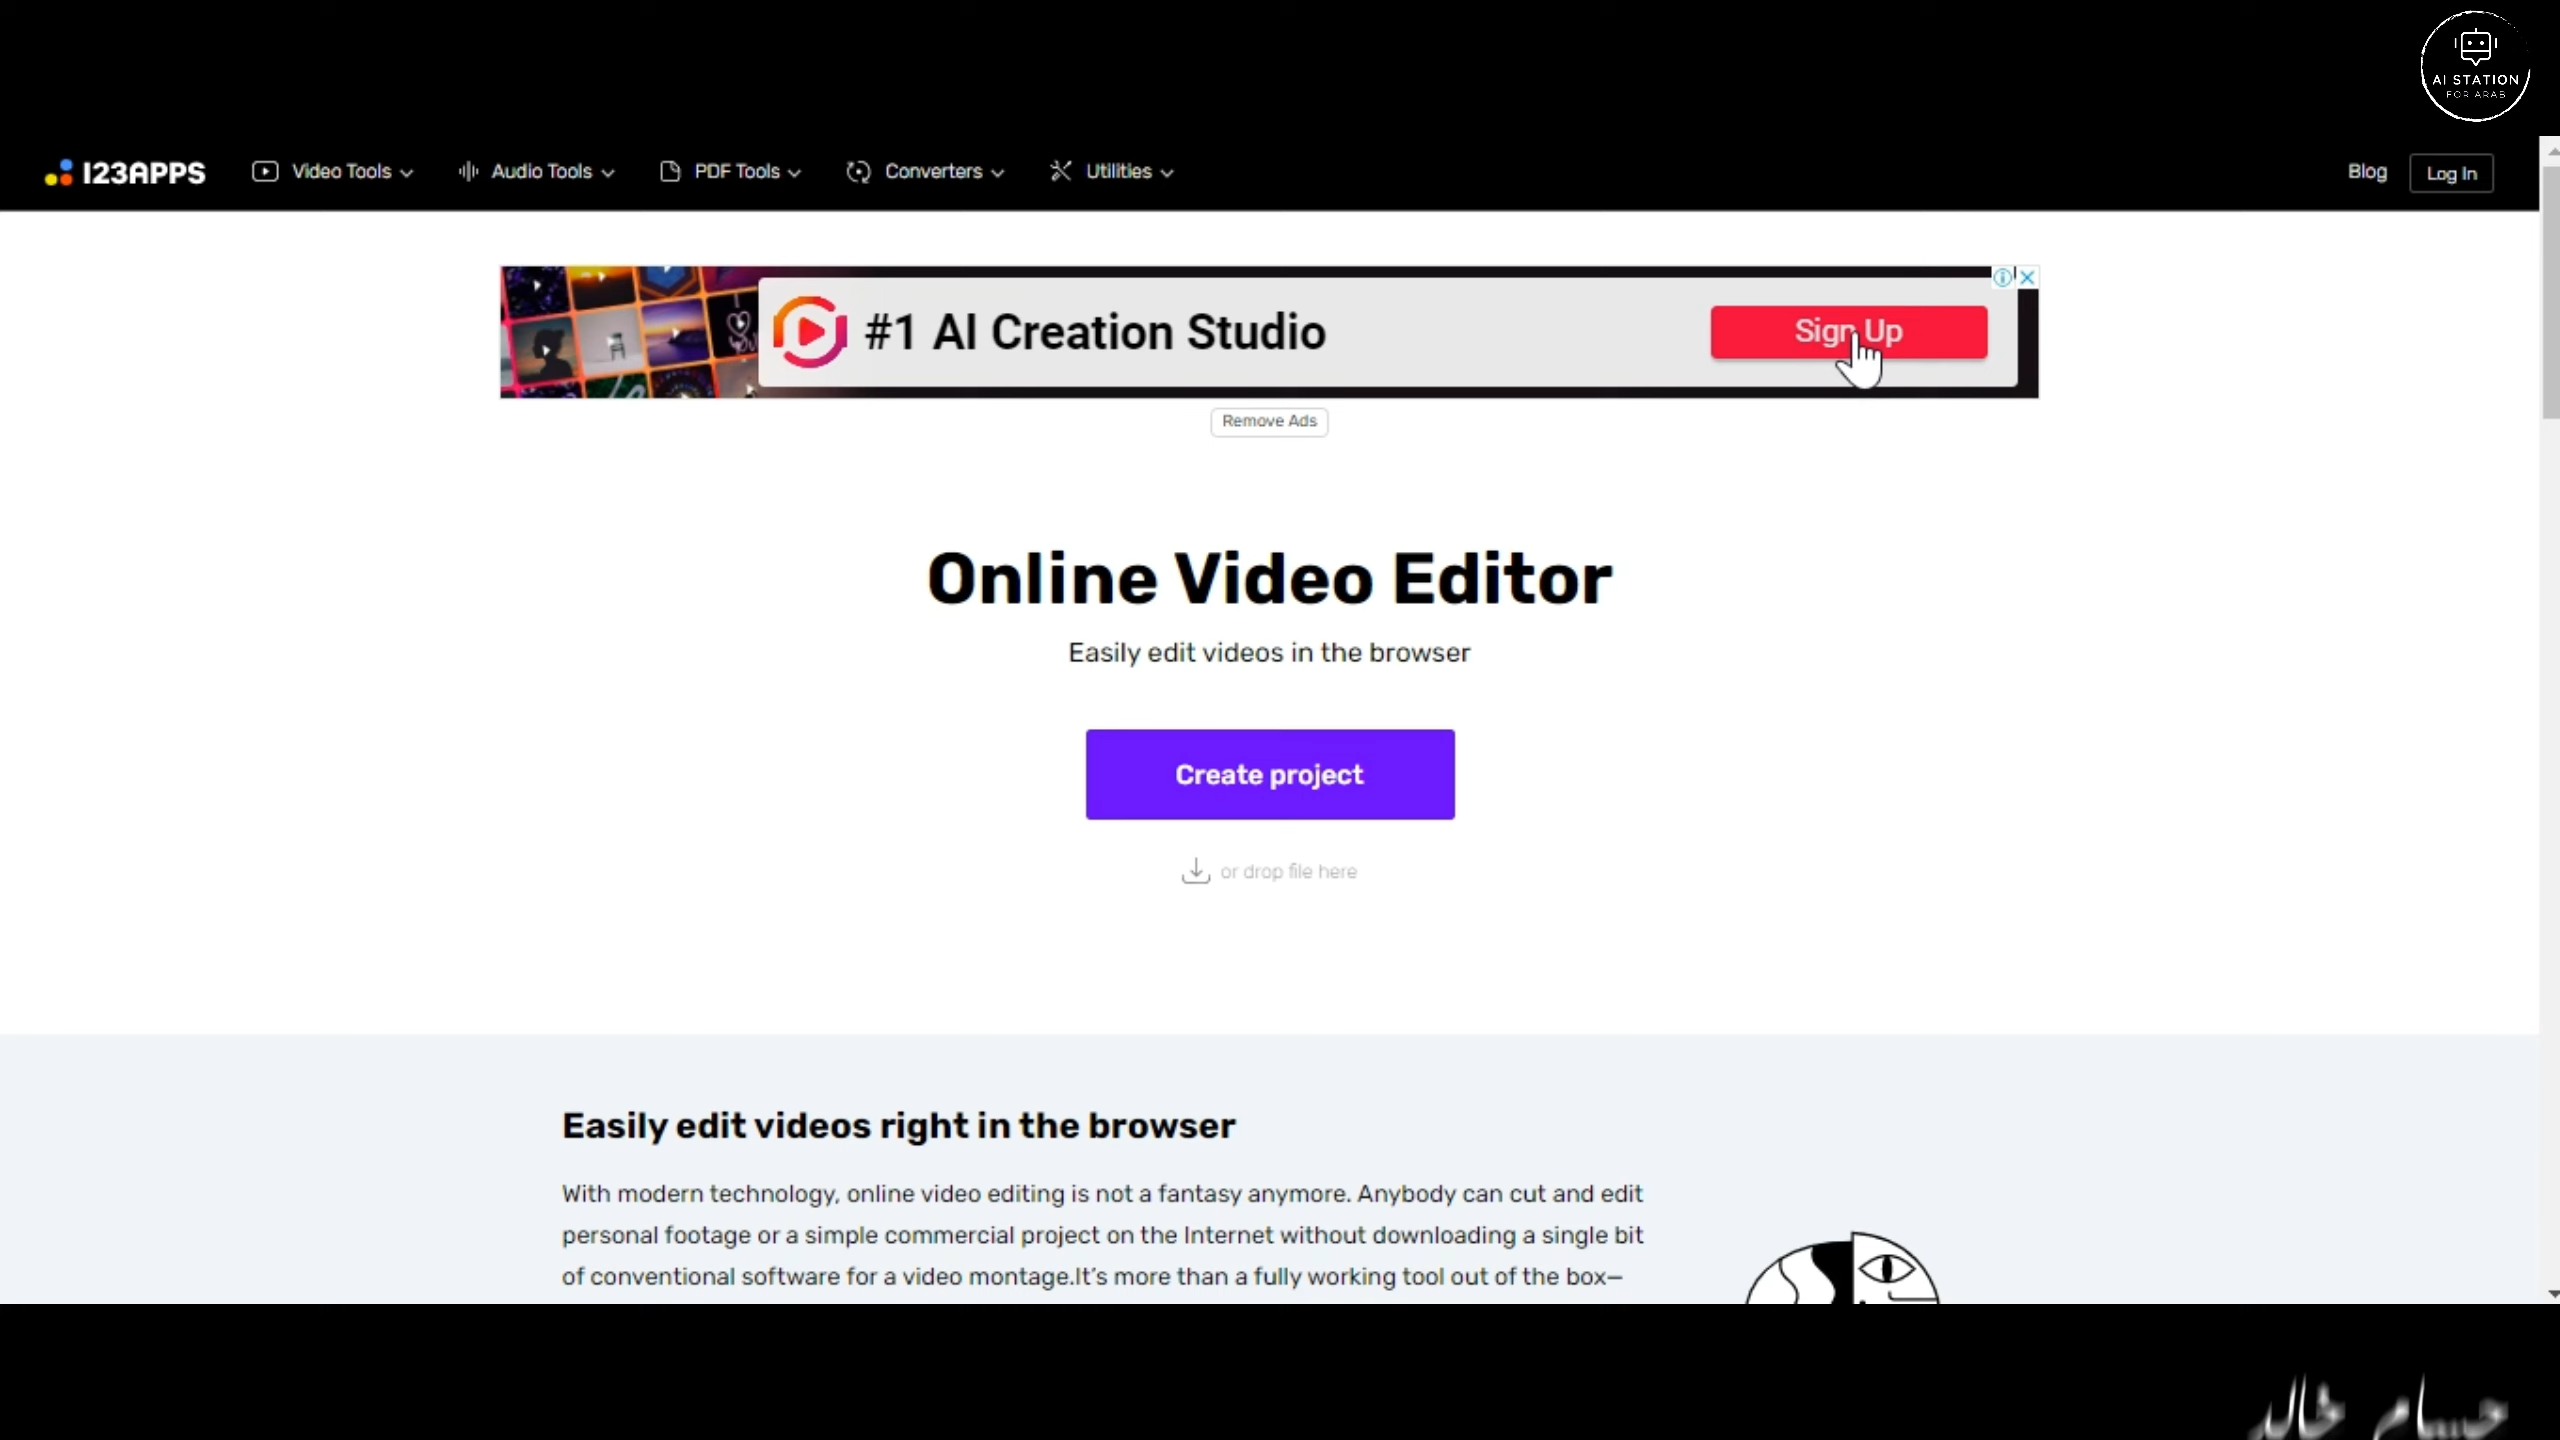 AI STATION
FOR ARAB
123APPS
Video Tools
Audio Tools
PDF Tools
Converters
Utilities
Blog
Log In
#1 AI Creation Studio
Sign Up
Remove Ads
Online Video Editor
Easily edit videos in the browser
Create project
or drop file here
Easily edit videos right in the browser
With modern technology, online video editing is not a fantasy anymore. Anybody can cut and edit
personal footage or a simple commercial project on the Internet without downloading a single bit
of conventional software for a video montage.It's more than a fully working tool out of the box—
حسام خالد